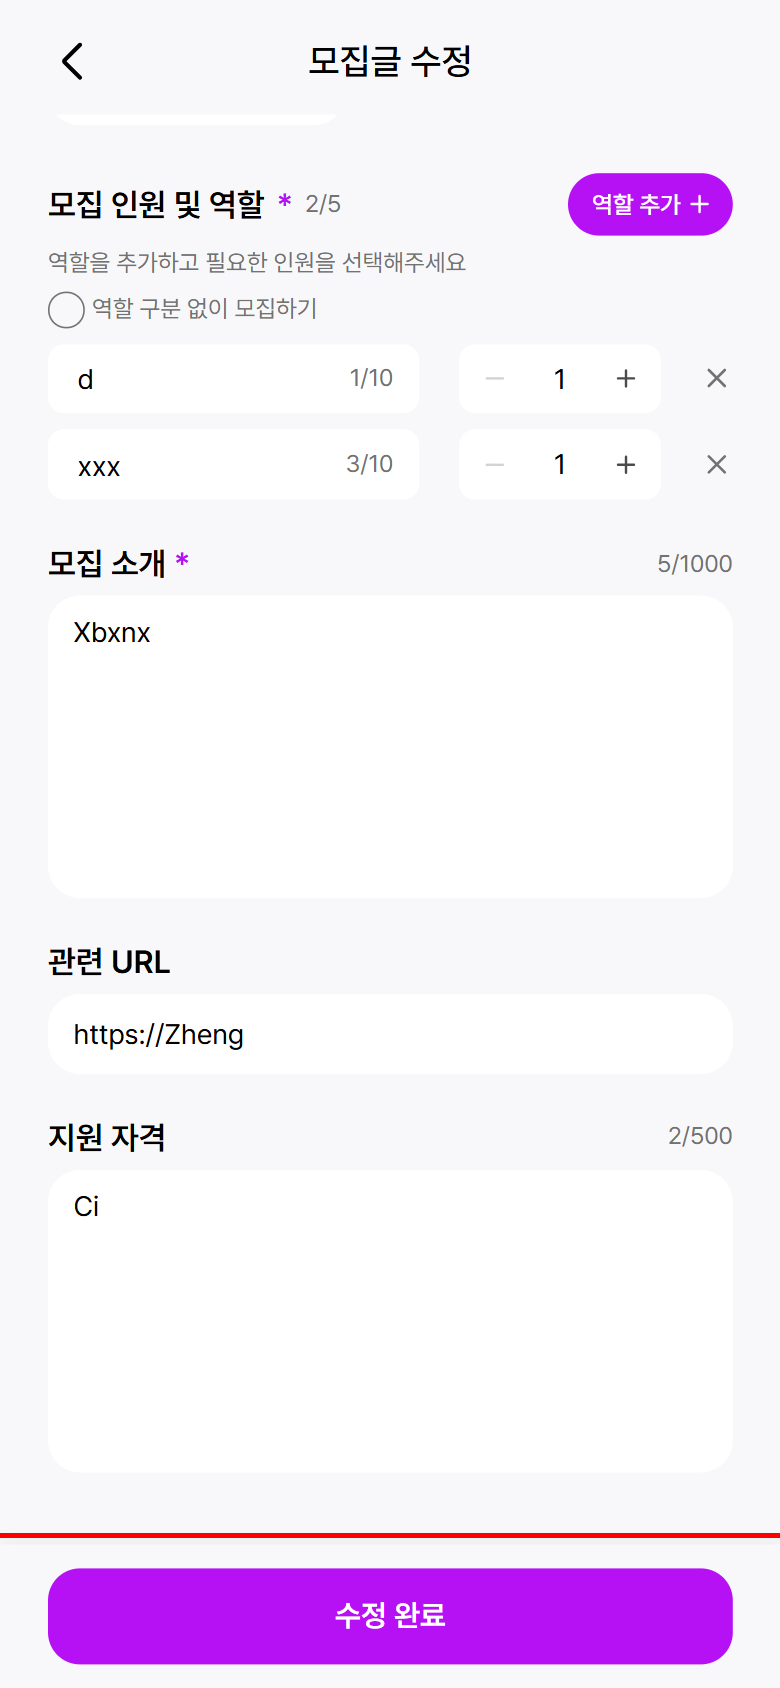 모집글 수정
모집 인원 및 역할 * 2/5
역할 추가 +
역할을 추가하고 필요한 인원을 선택해주세요
역할 구분 없이 모집하기
d 1/10 − 1 + ×
xxx 3/10 − 1 + ×
모집 소개 * 5/1000
Xbxnx
관련 URL
https://Zheng
지원 자격 2/500
Ci
수정 완료